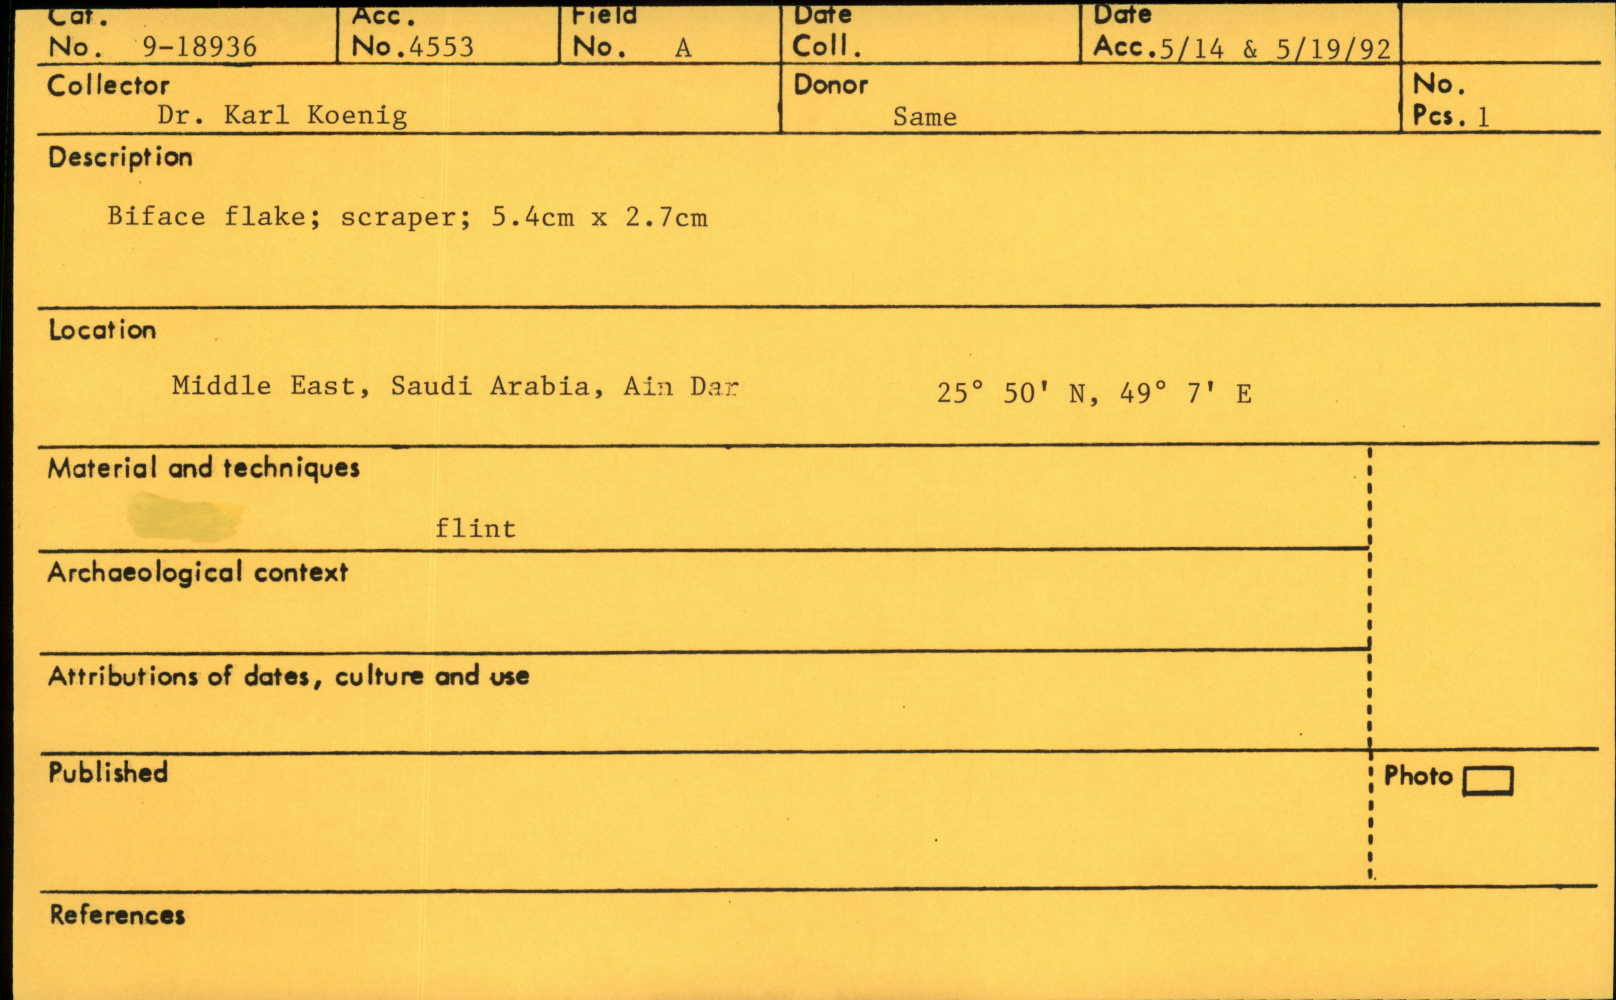 Cat. Acc. Field Date Date
No. 9-18936 No.4553 No. A Coll. Acc.5/14 & 5/19/92
Collector Donor No.
Dr. Karl Koenig Same Pcs. 1
Description
Biface flake; scraper; 5.4cm x 2.7cm
Location
Middle East, Saudi Arabia, Ain Dar 25° 50' N, 49° 7' E
Material and techniques
flint
Archaeological context
Attributions of dates, culture and use
Published Photo
References